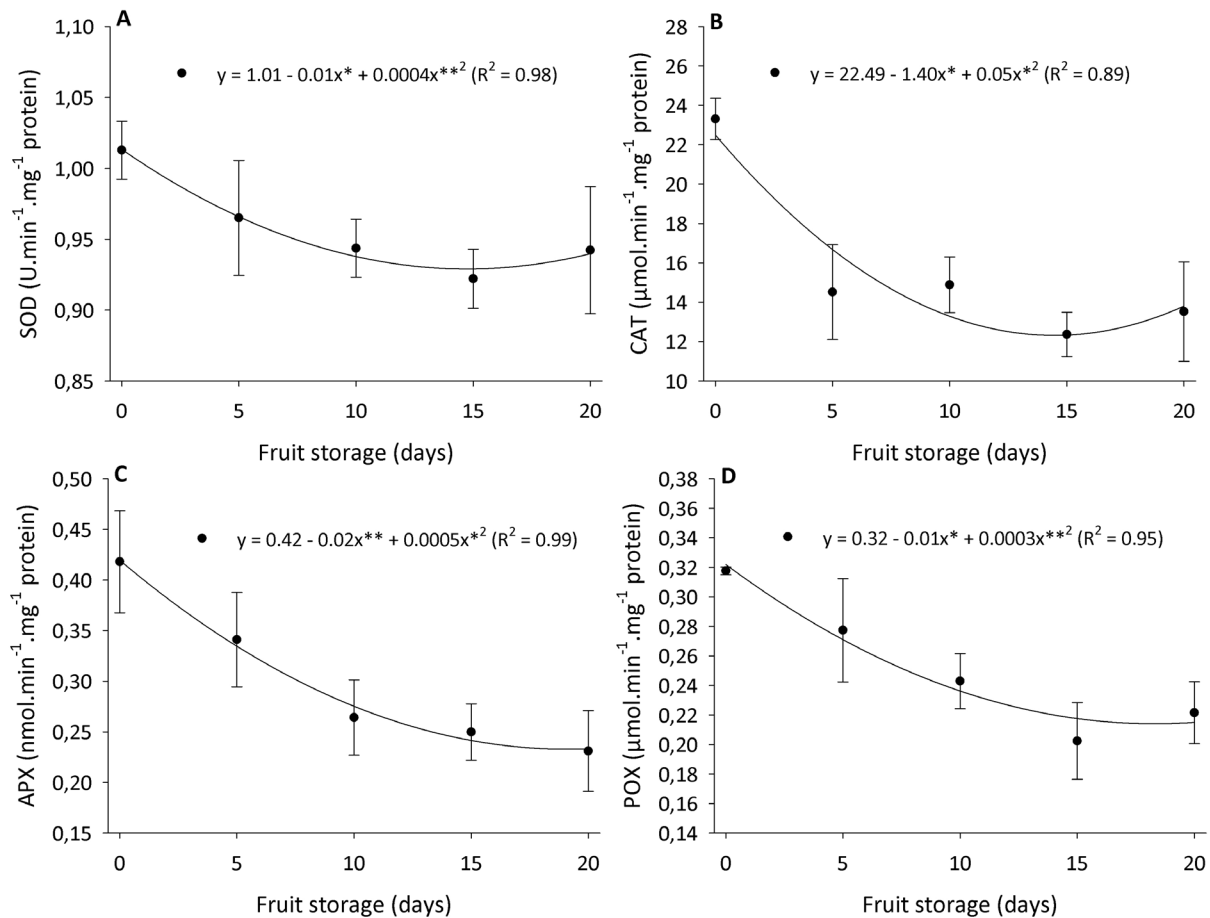 A
SOD (U.min⁻¹.mg⁻¹ protein)
y = 1.01 - 0.01x* + 0.0004x**² (R² = 0.98)
1,10
1,05
1,00
0,95
0,90
0,85
0 5 10 15 20
Fruit storage (days)
B
CAT (µmol.min⁻¹.mg⁻¹ protein)
y = 22.49 - 1.40x* + 0.05x*² (R² = 0.89)
28
26
24
22
20
18
16
14
12
10
0 5 10 15 20
Fruit storage (days)
C
APX (nmol.min⁻¹.mg⁻¹ protein)
y = 0.42 - 0.02x** + 0.0005x*² (R² = 0.99)
0,50
0,45
0,40
0,35
0,30
0,25
0,20
0,15
0 5 10 15 20
Fruit storage (days)
D
POX (µmol.min⁻¹.mg⁻¹ protein)
y = 0.32 - 0.01x* + 0.0003x**² (R² = 0.95)
0,38
0,36
0,34
0,32
0,30
0,28
0,26
0,24
0,22
0,20
0,18
0,16
0,14
0 5 10 15 20
Fruit storage (days)